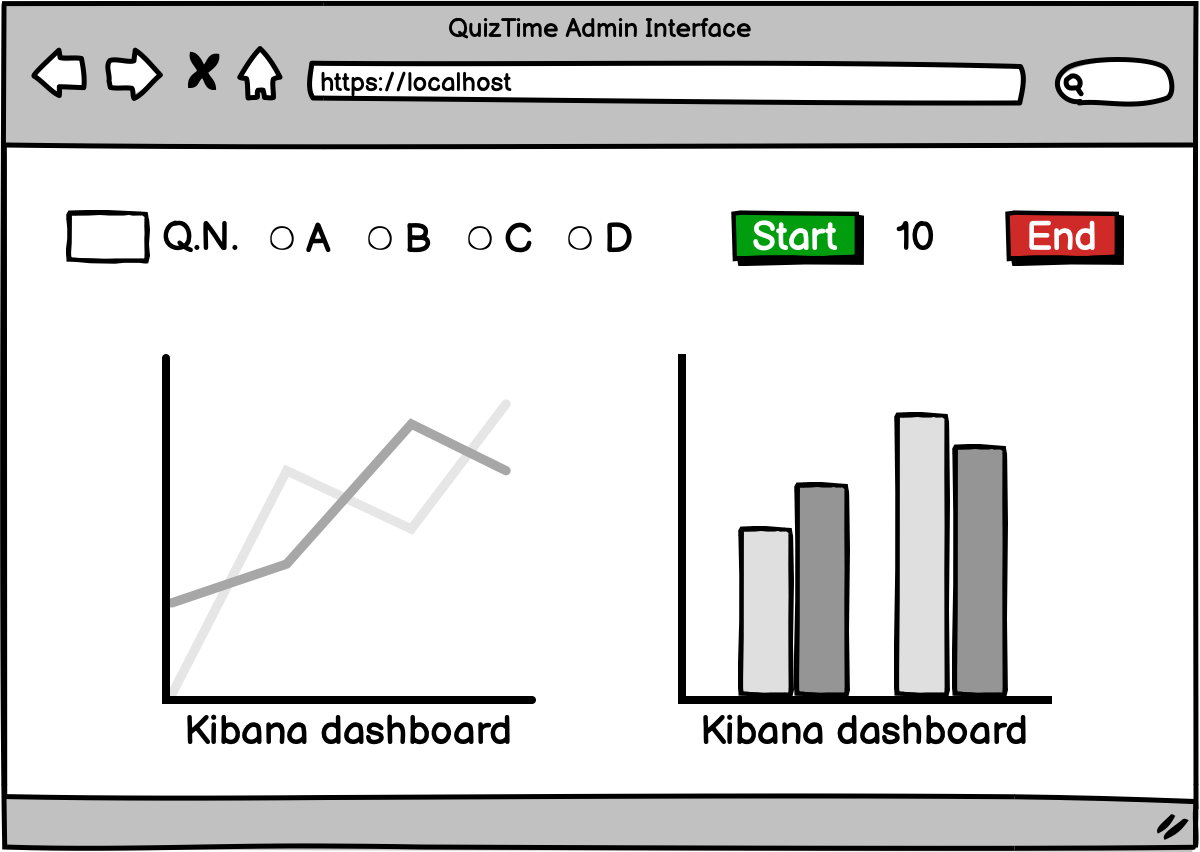 QuizTime Admin Interface
https://localhost
Q.N. A B C D Start 10 End
Kibana dashboard
Kibana dashboard